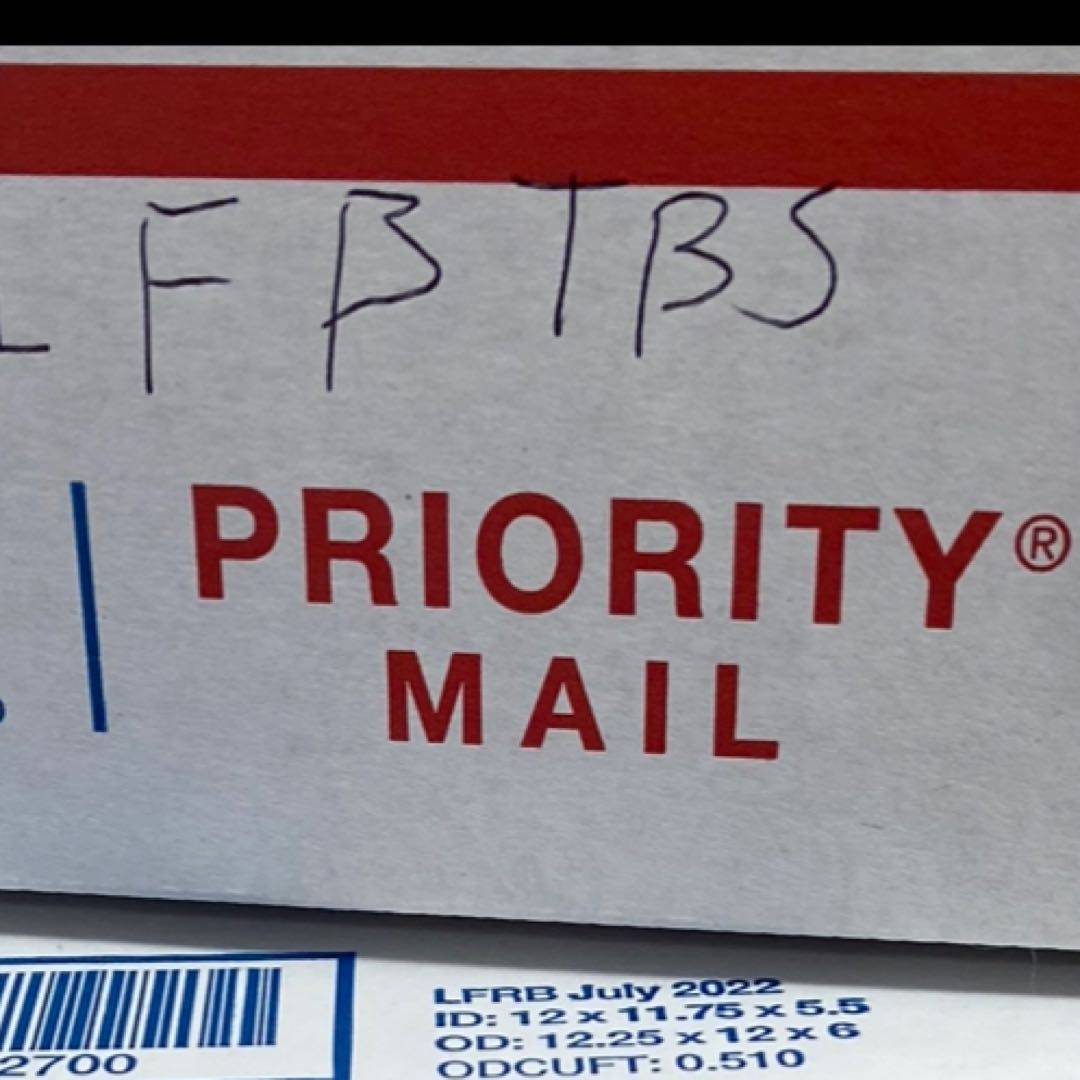 L F B T B S
PRIORITY®
MAIL
2700
LFRB July 2022
ID: 12 x 11.75 x 5.5
OD: 12.25 x 12 x 6
ODCUFT: 0.510